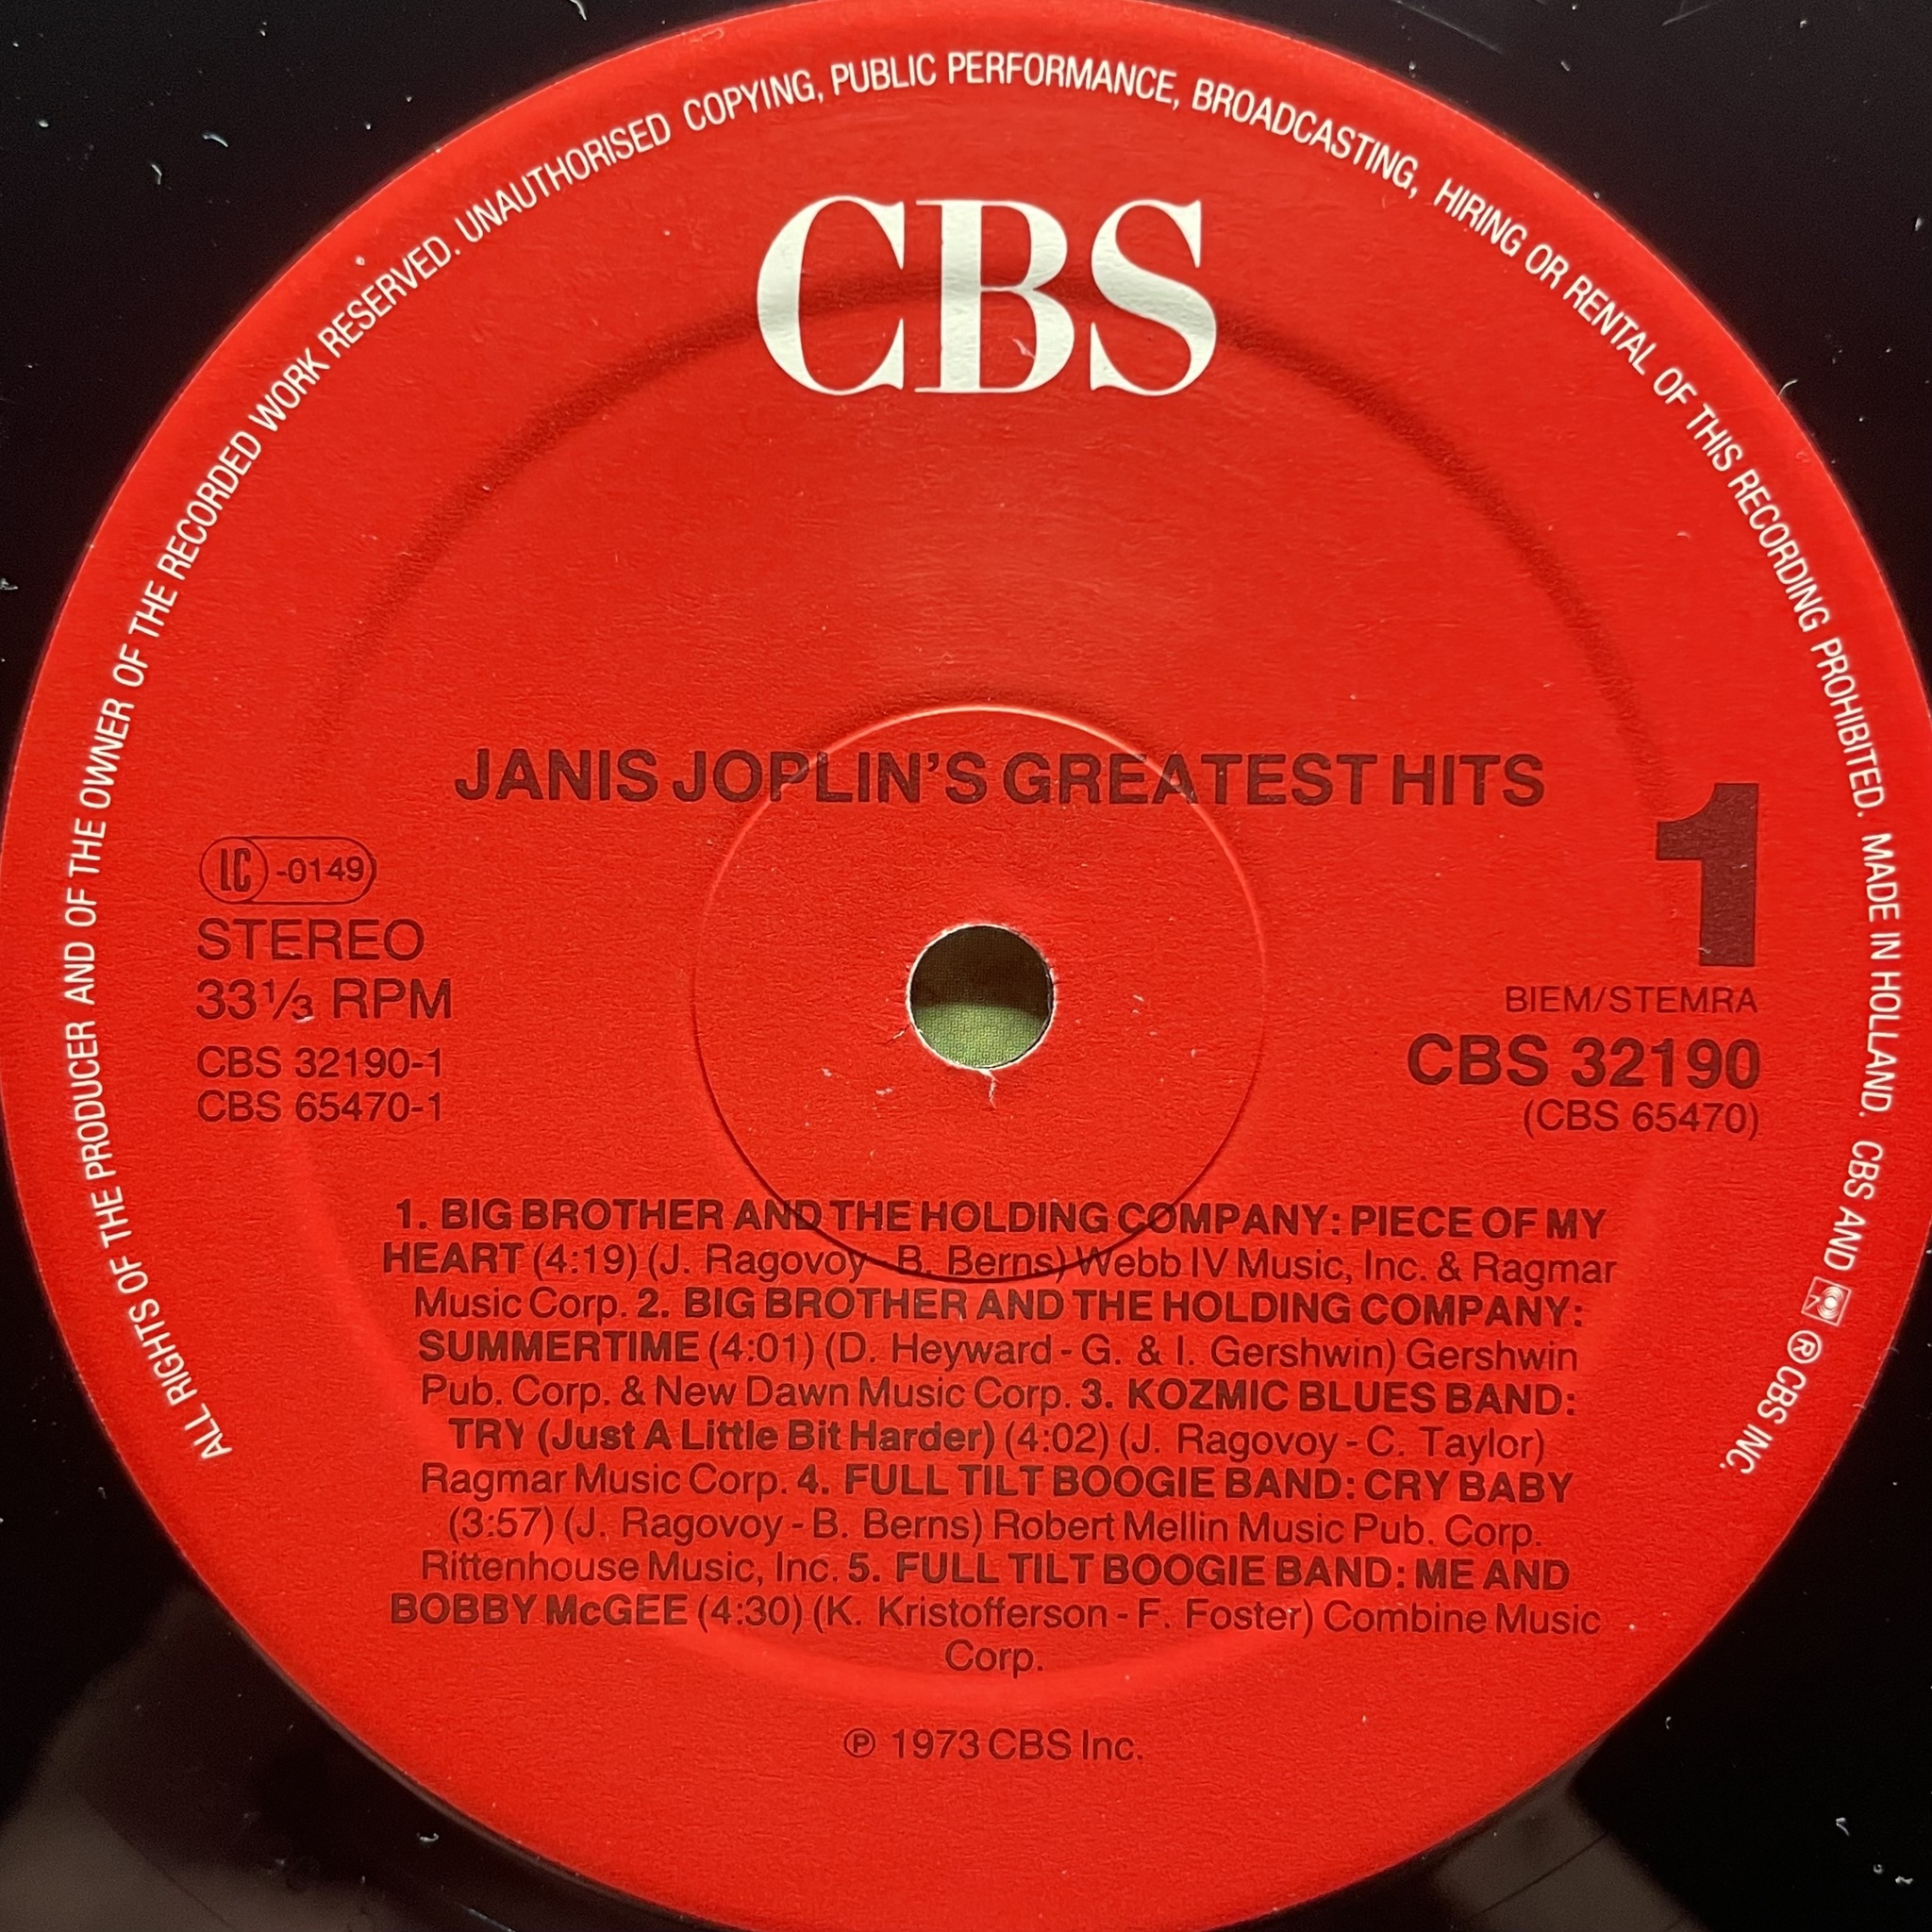 ALL RIGHTS OF THE PRODUCER AND OF THE OWNER OF THE RECORDED WORK RESERVED. UNAUTHORISED COPYING, PUBLIC PERFORMANCE, BROADCASTING, HIRING OR RENTAL OF THIS RECORDING PROHIBITED. MADE IN HOLLAND. CBS AND ® CBS INC.
CBS
JANIS JOPLIN'S GREATEST HITS
1
LC -0149
STEREO
33⅓ RPM
CBS 32190-1
CBS 65470-1
BIEM/STEMRA
CBS 32190
(CBS 65470)
1. BIG BROTHER AND THE HOLDING COMPANY: PIECE OF MY
HEART (4:19) (J. Ragovoy - B. Berns) Webb IV Music, Inc. & Ragmar
Music Corp. 2. BIG BROTHER AND THE HOLDING COMPANY:
SUMMERTIME (4:01) (D. Heyward - G. & I. Gershwin) Gershwin
Pub. Corp. & New Dawn Music Corp. 3. KOZMIC BLUES BAND:
TRY (Just A Little Bit Harder) (4:02) (J. Ragovoy - C. Taylor)
Ragmar Music Corp. 4. FULL TILT BOOGIE BAND: CRY BABY
(3:57) (J. Ragovoy - B. Berns) Robert Mellin Music Pub. Corp.
Rittenhouse Music, Inc. 5. FULL TILT BOOGIE BAND: ME AND
BOBBY McGEE (4:30) (K. Kristofferson - F. Foster) Combine Music
Corp.
℗ 1973 CBS Inc.